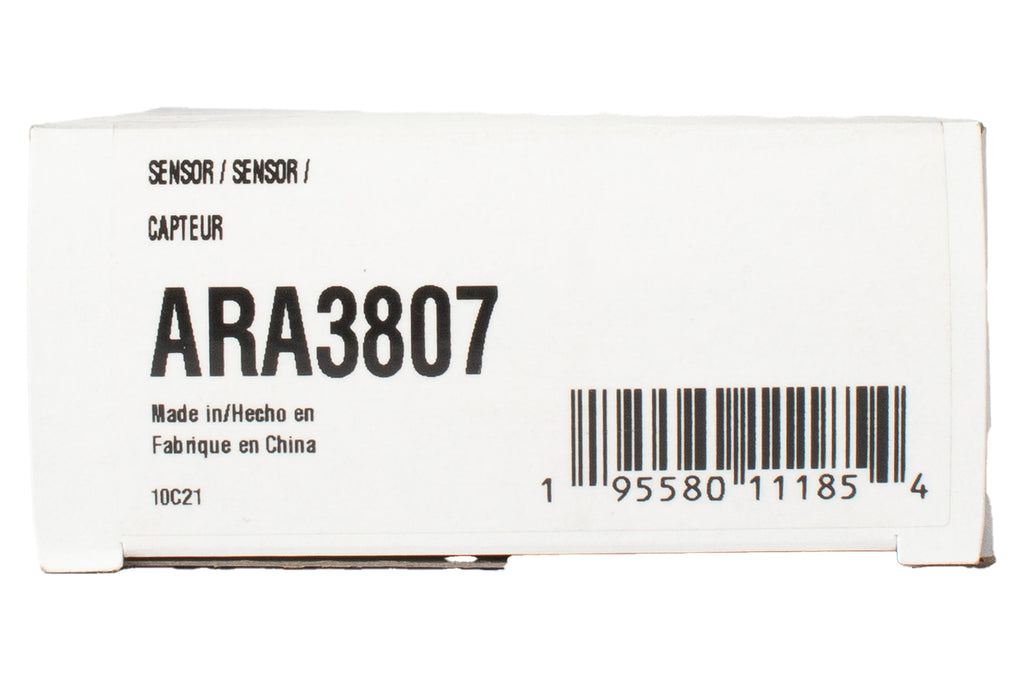 SENSOR / SENSOR /
CAPTEUR
ARA3807
Made in/Hecho en
Fabrique en China
10C21
1 95580 11185 4